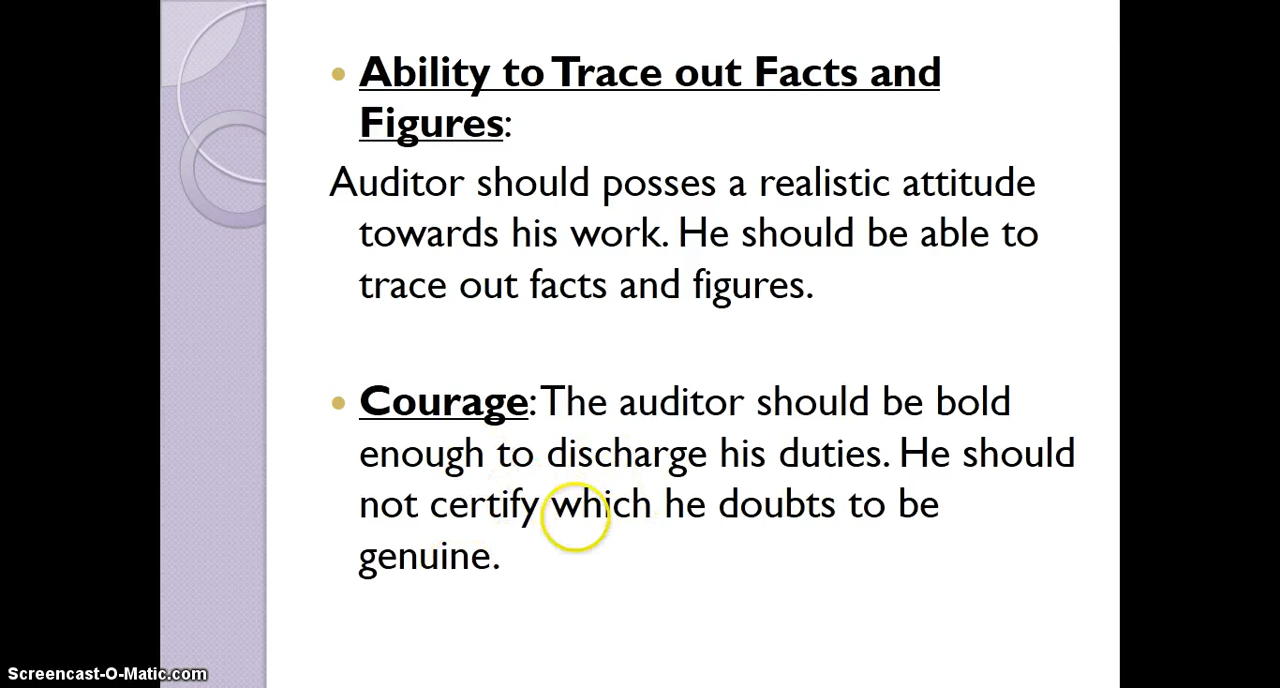 Ability to Trace out Facts and
Figures:
Auditor should posses a realistic attitude
towards his work. He should be able to
trace out facts and figures.
Courage: The auditor should be bold
enough to discharge his duties. He should
not certify which he doubts to be
genuine.
Screencast-O-Matic.com